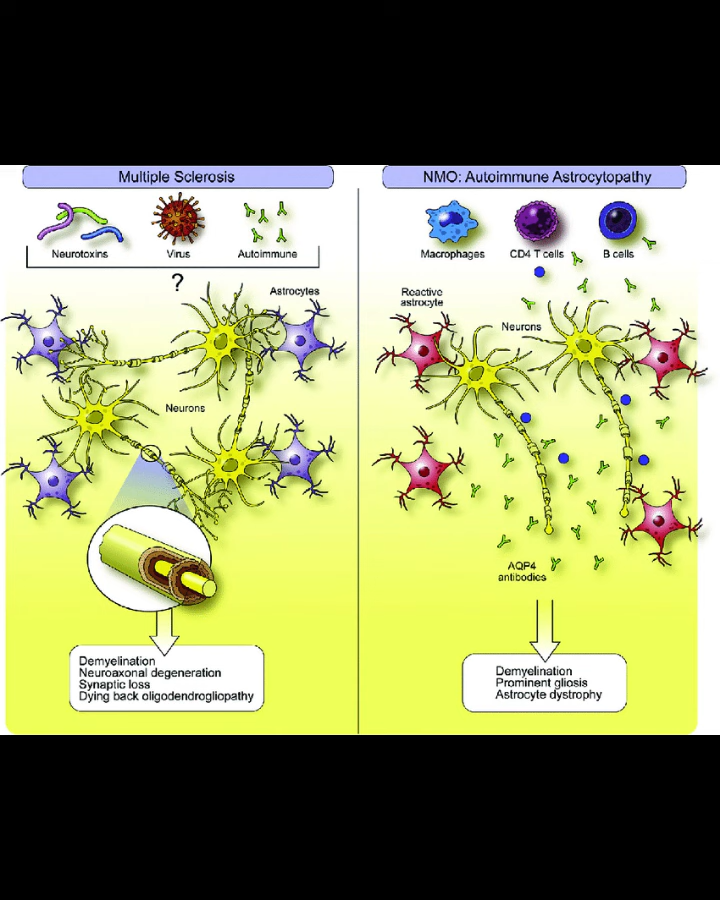 Multiple Sclerosis
Neurotoxins
Virus
Autoimmune
?
Astrocytes
Neurons
Demyelination
Neuroaxonal degeneration
Synaptic loss
Dying back oligodendrogliopathy
NMO: Autoimmune Astrocytopathy
Macrophages
CD4 T cells
B cells
Reactive
astrocyte
Neurons
AQP4
antibodies
Demyelination
Prominent gliosis
Astrocyte dystrophy